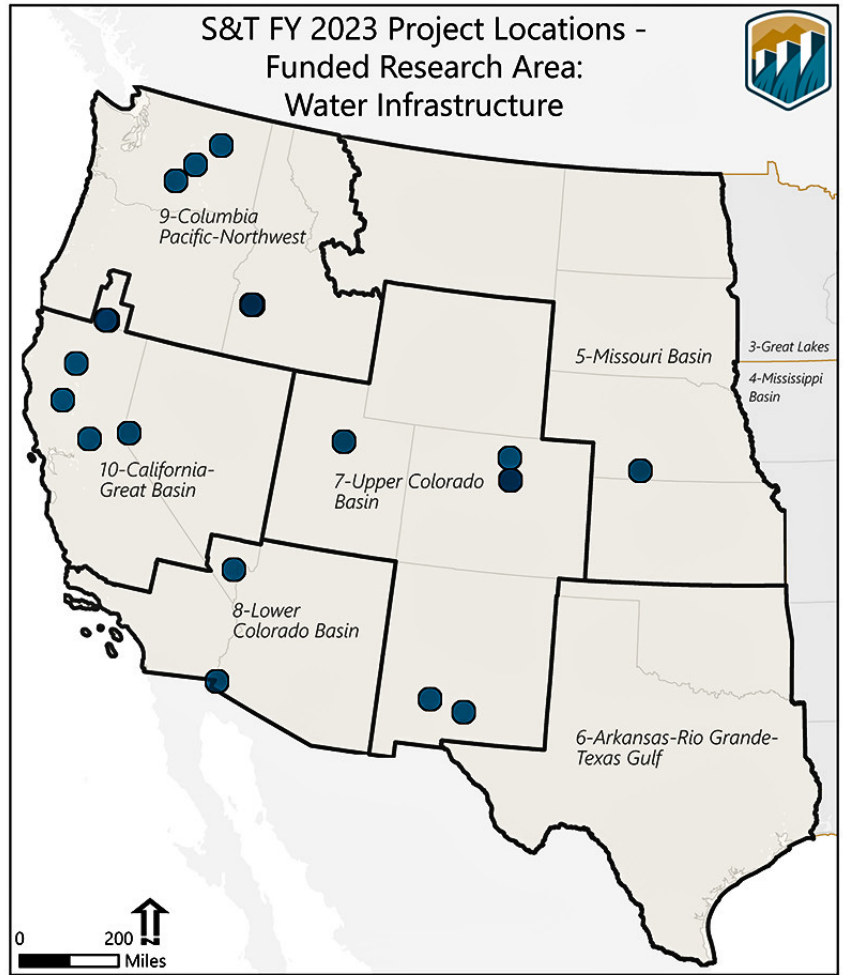 S&T FY 2023 Project Locations -
Funded Research Area:
Water Infrastructure
9-Columbia
Pacific-Northwest
5-Missouri Basin
3-Great Lakes
4-Mississippi
Basin
10-California-
Great Basin
7-Upper Colorado
Basin
8-Lower
Colorado Basin
6-Arkansas-Rio Grande-
Texas Gulf
0 200 N
Miles